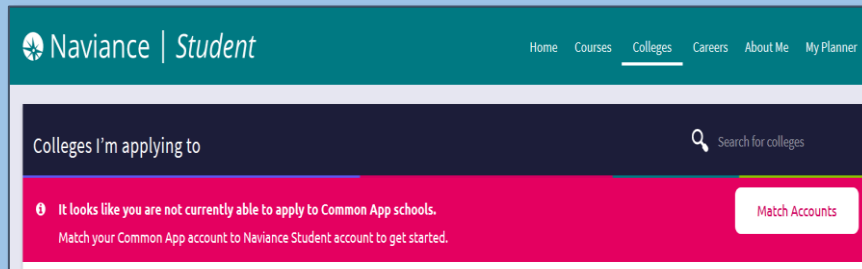 Naviance | Student
Home Courses Colleges Careers About Me My Planner
Colleges I'm applying to
Search for colleges
It looks like you are not currently able to apply to Common App schools.
Match Accounts
Match your Common App account to Naviance Student account to get started.